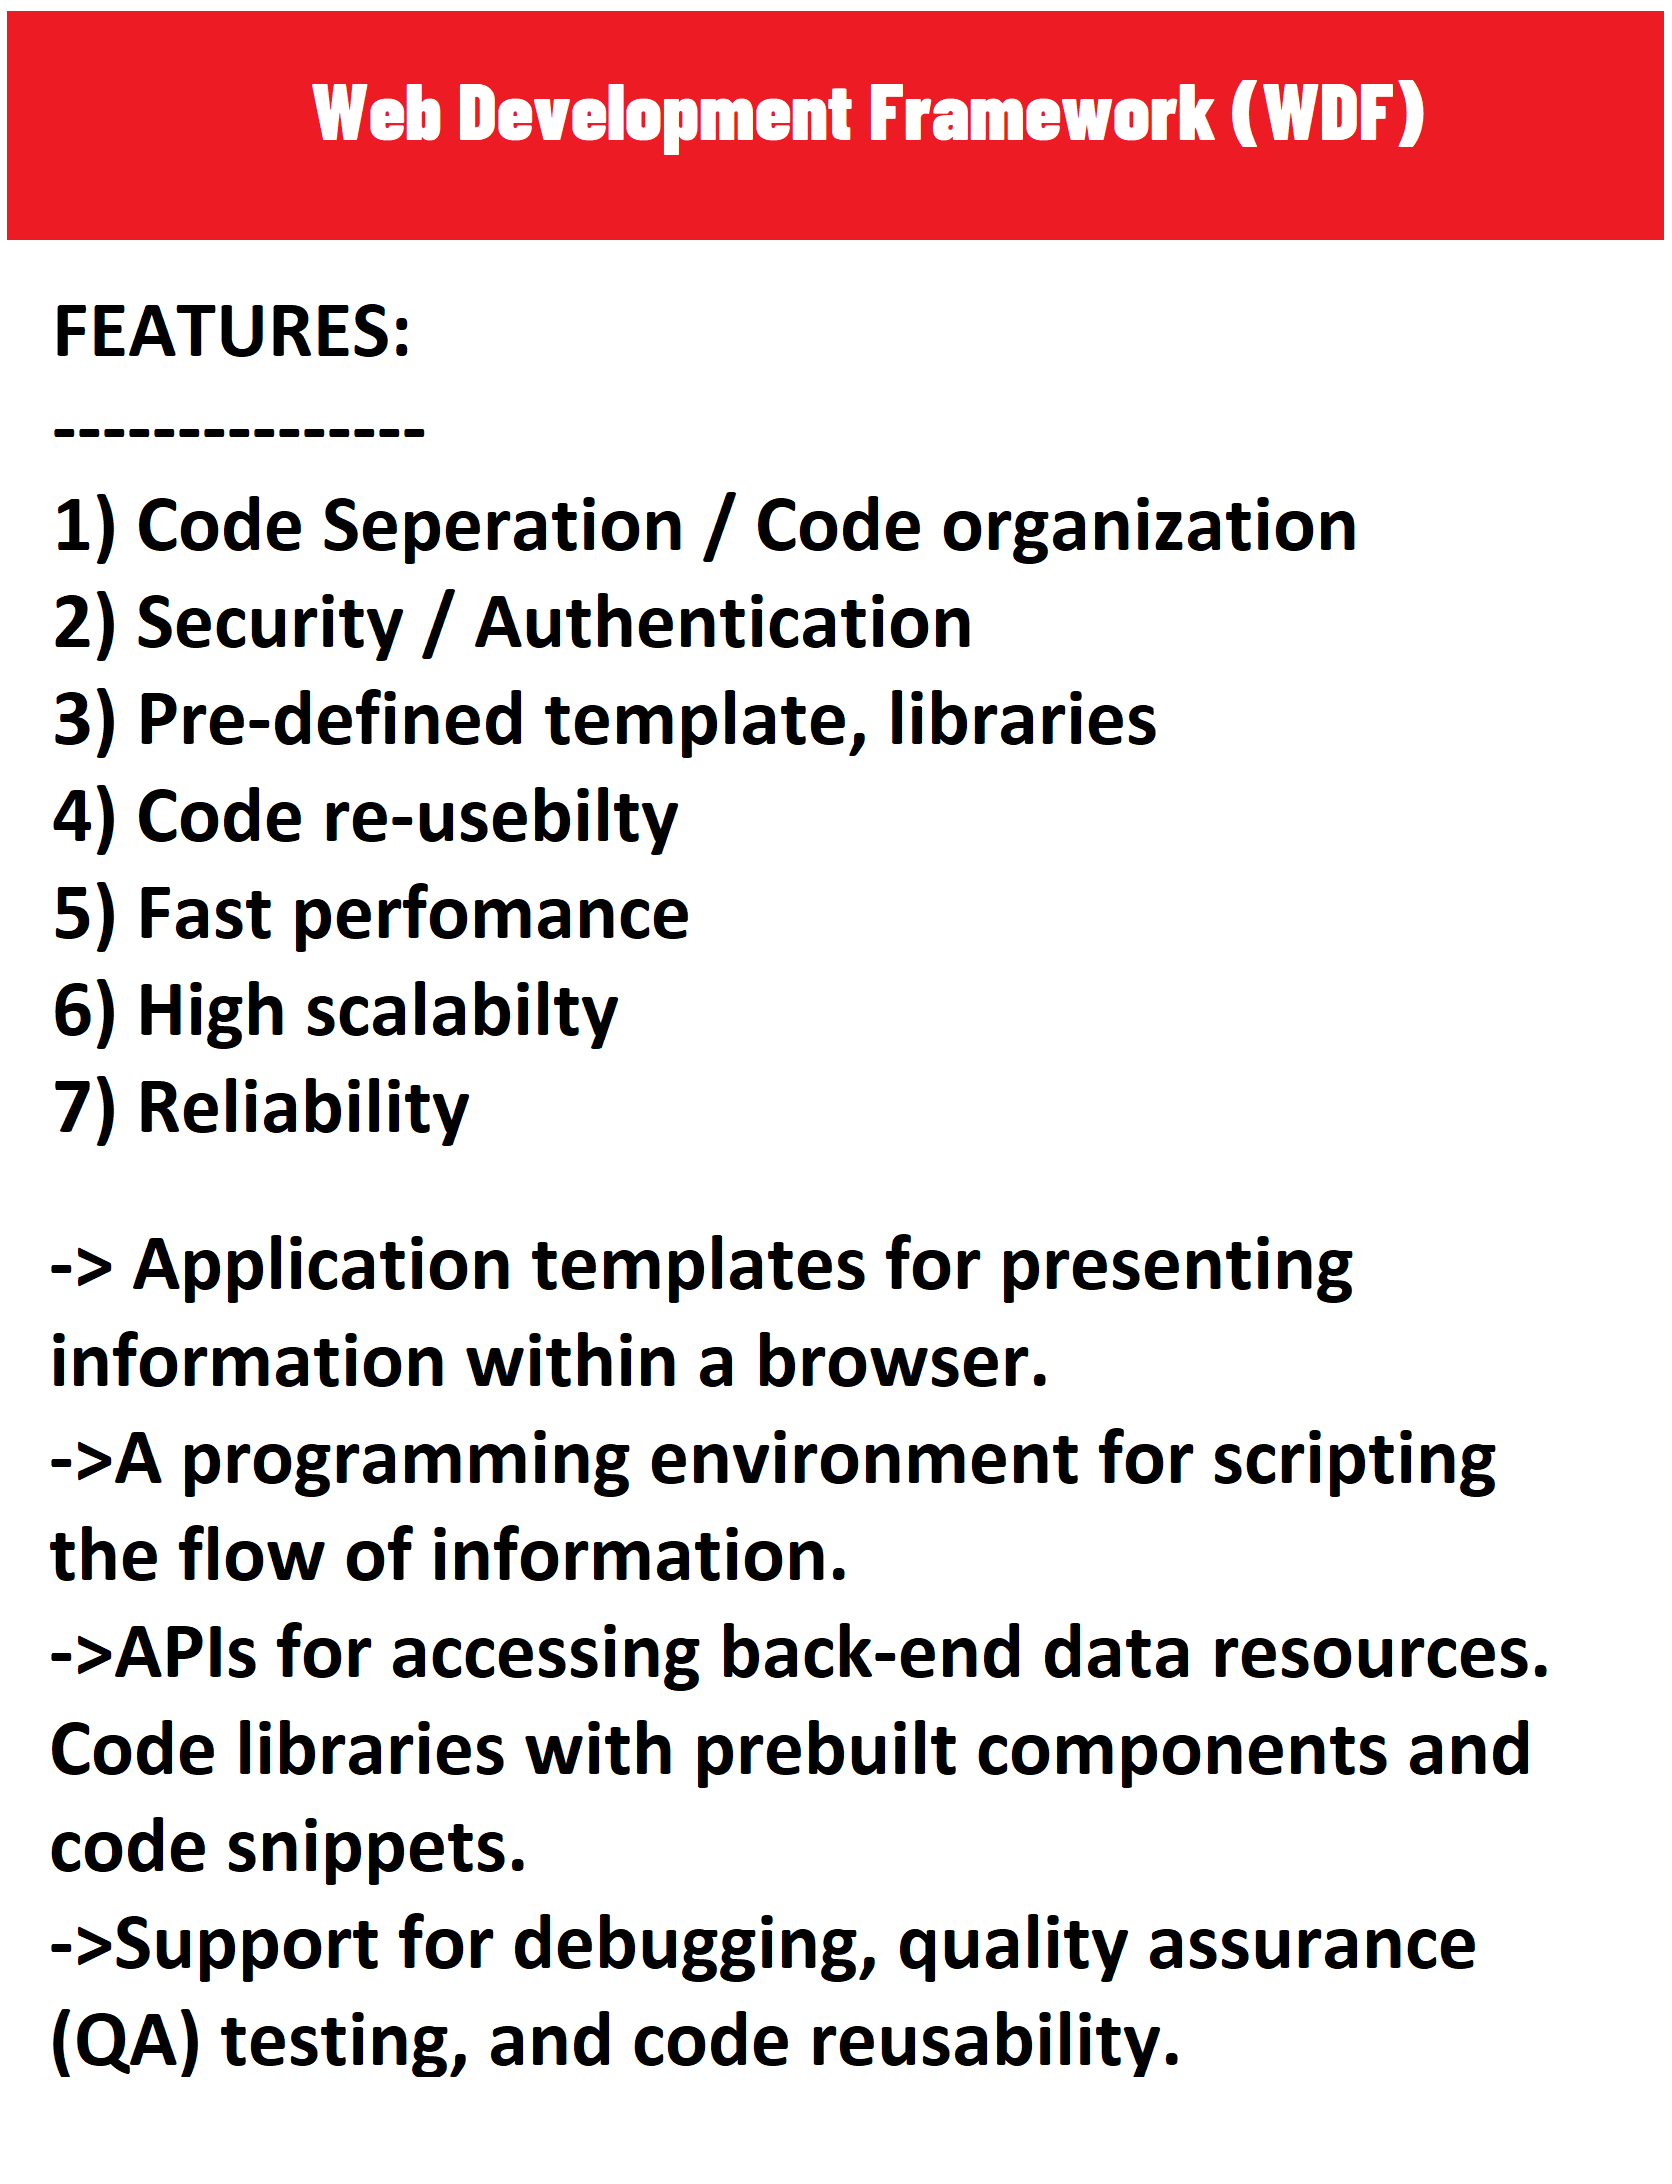 Web Development Framework (WDF)
FEATURES:
---------------
1) Code Seperation / Code organization
2) Security / Authentication
3) Pre-defined template, libraries
4) Code re-usebilty
5) Fast perfomance
6) High scalabilty
7) Reliability
-> Application templates for presenting
information within a browser.
->A programming environment for scripting
the flow of information.
->APIs for accessing back-end data resources.
Code libraries with prebuilt components and
code snippets.
->Support for debugging, quality assurance
(QA) testing, and code reusability.